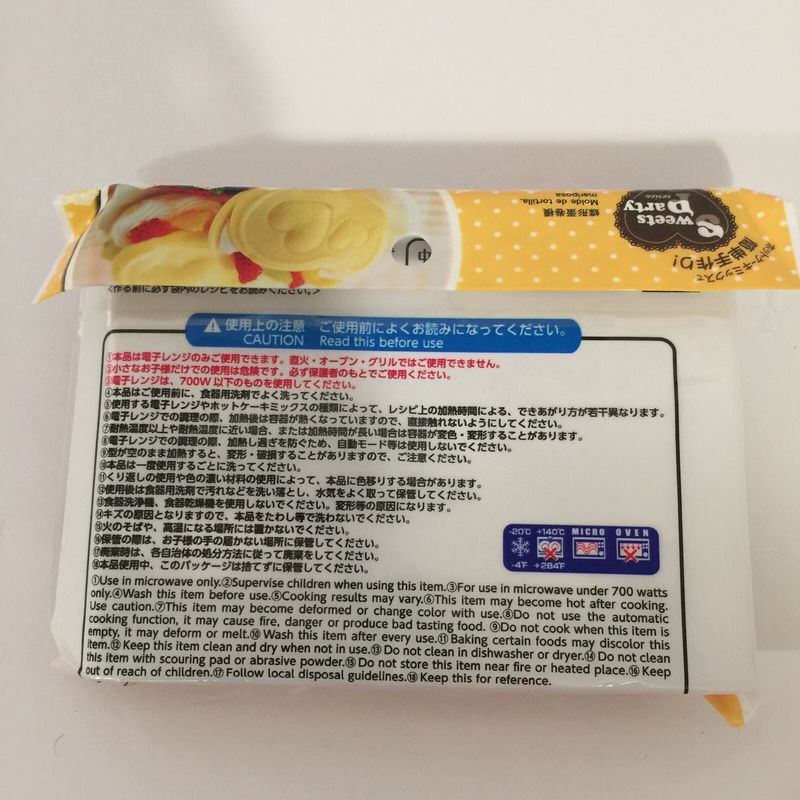 Sweets
Party
series
ホットケーキミックスで
簡単手作り!
蝶形蛋卷模
Molde de tortilla,
mariposa
中
<作る前に必ず袋内のレシピをお読みください。>
使用上の注意 ご使用前によくお読みになってください。
CAUTION Read this before use
①本品は電子レンジのみご使用できます。直火・オーブン・グリルではご使用できません。
②小さなお子様だけでの使用は危険です。必ず保護者のもとでご使用ください。
③電子レンジは、700W以下のものを使用してください。
④本品はご使用前に、食器用洗剤でよく洗ってください。
⑤使用する電子レンジやホットケーキミックスの種類によって、レシピ上の加熱時間による、できあがり方が若干異なります。
⑥電子レンジでの調理の際、加熱後は容器が熱くなっていますので、直接触れないようにしてください。
⑦耐熱温度以上や耐熱温度に近い場合、または加熱時間が長い場合は容器が変色・変形することがあります。
⑧電子レンジでの調理の際、加熱し過ぎを防ぐため、自動モード等は使用しないでください。
⑨型が空のまま加熱すると、変形・破損することがありますので、ご注意ください。
⑩本品は一度使用するごとに洗ってください。
⑪くり返しの使用や色の濃い材料の使用によって、本品に色移りする場合があります。
⑫使用後は食器用洗剤で汚れなどを洗い落とし、水気をよく取って保管してください。
⑬食器洗浄機、食器乾燥機を使用しないでください。変形等の原因になります。
⑭キズの原因となりますので、本品をたわし等で洗わないでください。
⑮火のそばや、高温になる場所には置かないでください。
⑯保管の際は、お子様の手の届かない場所に保管してください。
⑰廃棄時は、各自治体の処分方法に従って廃棄をしてください。
⑱本品使用中、このパッケージは捨てずに保管してください。
-20℃ +140℃ MICRO OVEN
-4°F +284°F
①Use in microwave only.②Supervise children when using this item.③For use in microwave under 700 watts
only.④Wash this item before use.⑤Cooking results may vary.⑥This item may become hot after cooking.
Use caution.⑦This item may become deformed or change color with use.⑧Do not use the automatic
cooking function, it may cause fire, danger or produce bad tasting food. ⑨Do not cook when this item is
empty, it may deform or melt.⑩ Wash this item after every use.⑪ Baking certain foods may discolor this
item.⑫ Keep this item clean and dry when not in use.⑬ Do not clean in dishwasher or dryer.⑭ Do not clean
this item with scouring pad or abrasive powder.⑮ Do not store this item near fire or heated place.⑯ Keep
out of reach of children.⑰ Follow local disposal guidelines.⑱ Keep this for reference.